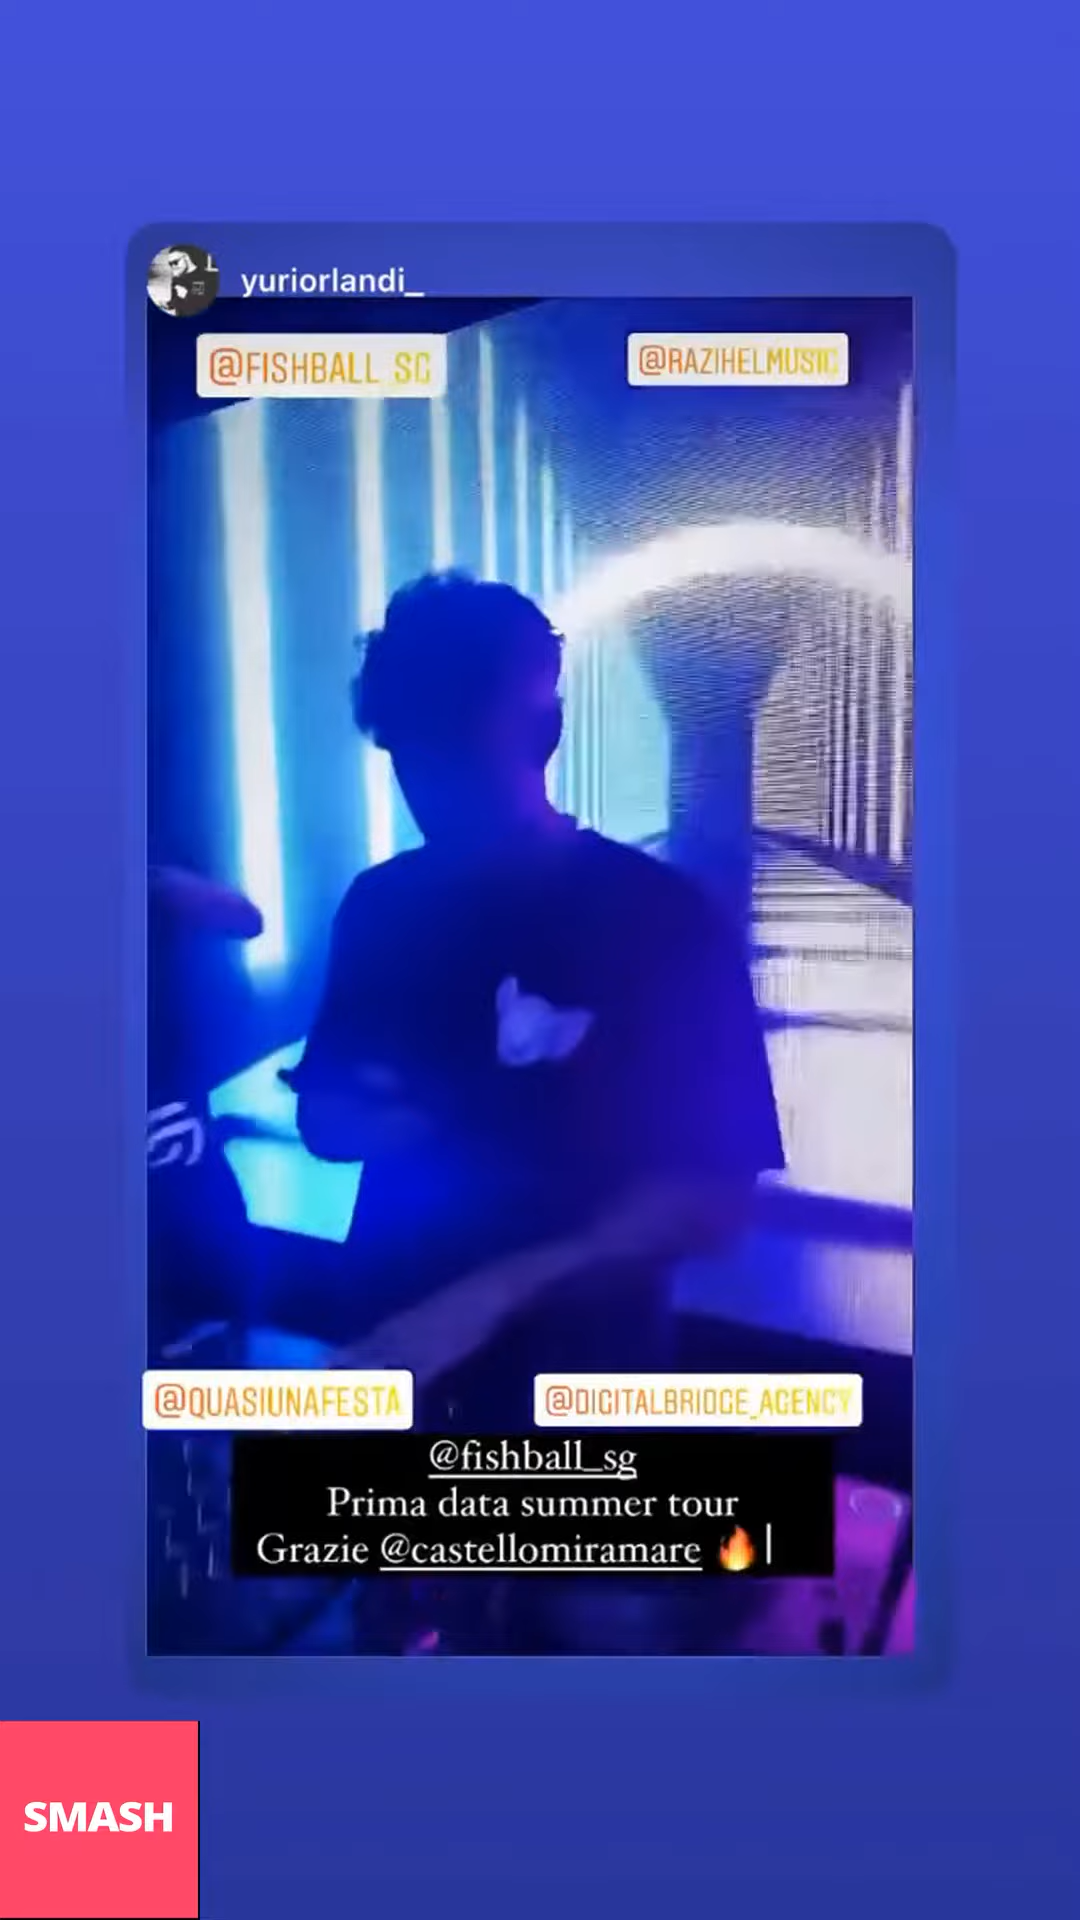 yuriorlandi_
@FISHBALL_SG
@RAZIHELMUSIC
@QUASIUNAFESTA
@DIGITALBRIDGE_AGENCY
@fishball_sg
Prima data summer tour
Grazie @castellomiramare 🔥
SMASH